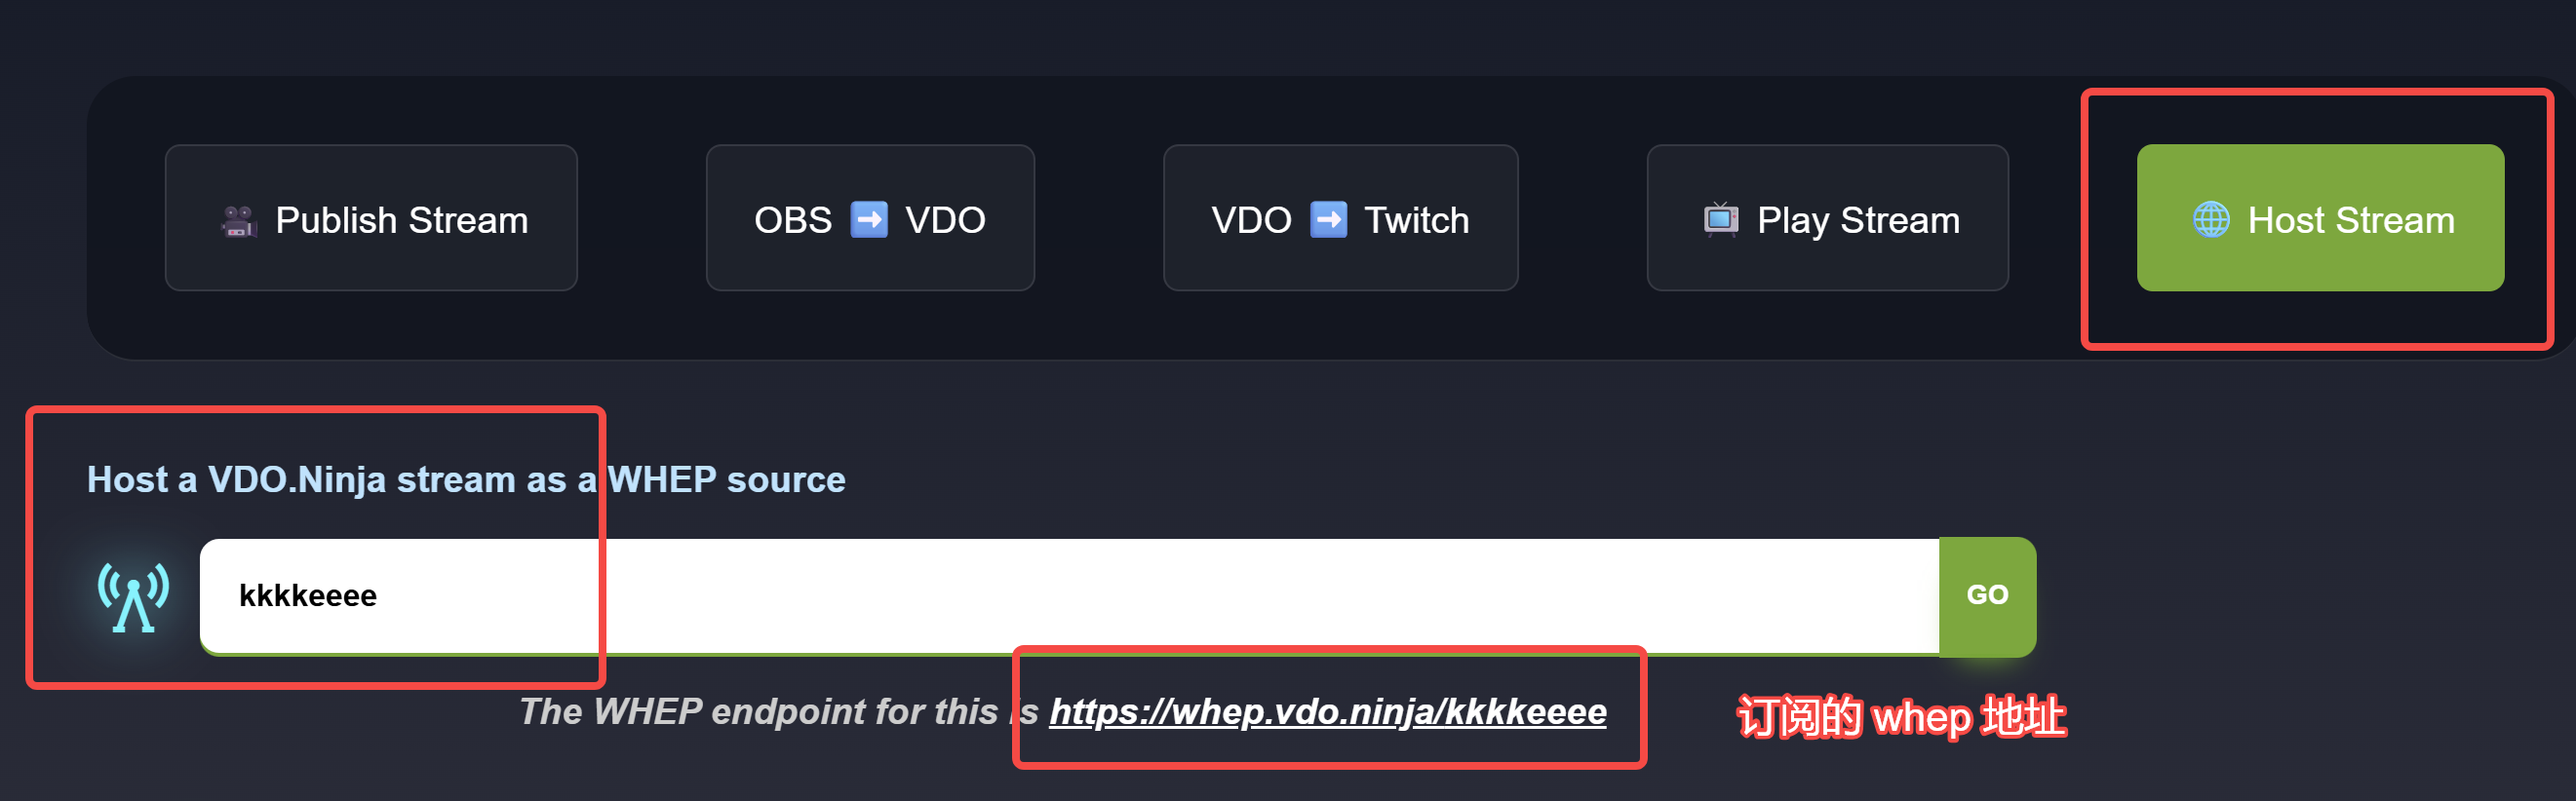 Publish Stream
OBS ➡️ VDO
VDO ➡️ Twitch
Play Stream
Host Stream
Host a VDO.Ninja stream as a WHEP source
kkkkeeee
GO
The WHEP endpoint for this is https://whep.vdo.ninja/kkkkeeee
订阅的 whep 地址